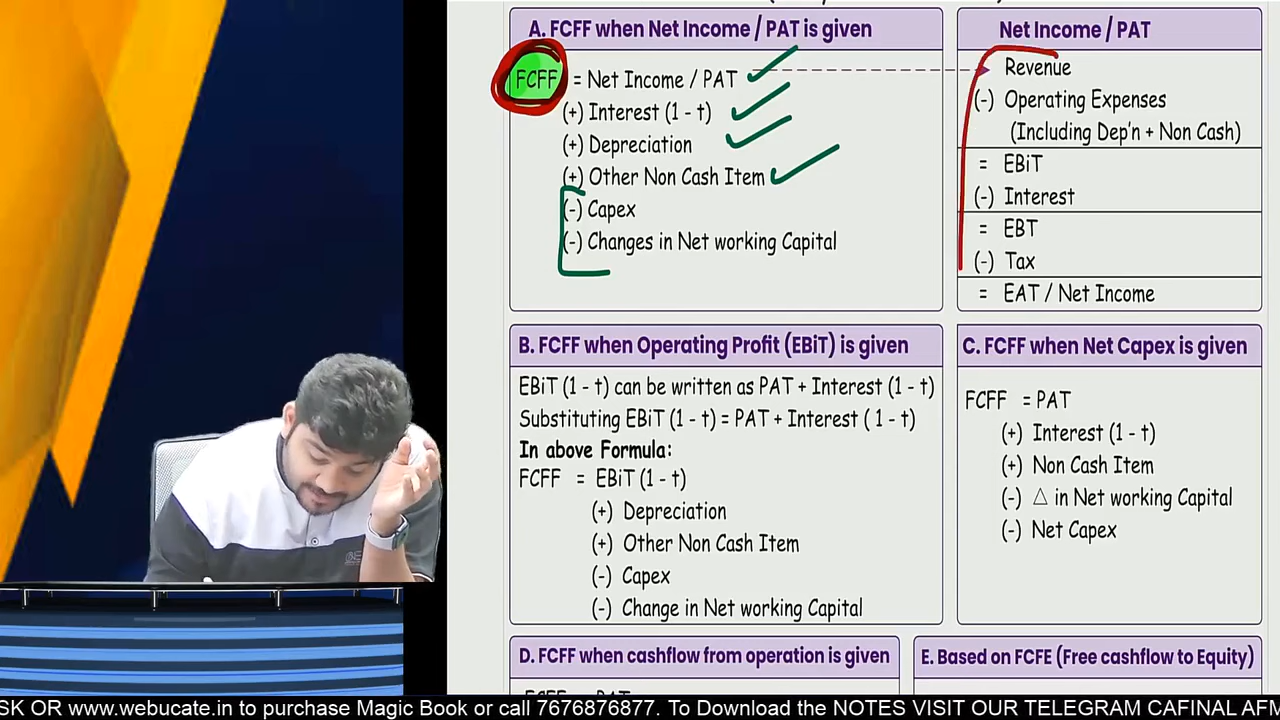 A. FCFF when Net Income / PAT is given
FCFF = Net Income / PAT
(+) Interest (1 - t)
(+) Depreciation
(+) Other Non Cash Item
(-) Capex
(-) Changes in Net working Capital
Net Income / PAT
Revenue
(-) Operating Expenses
(Including Dep'n + Non Cash)
= EBiT
(-) Interest
= EBT
(-) Tax
= EAT / Net Income
B. FCFF when Operating Profit (EBiT) is given
EBiT (1 - t) can be written as PAT + Interest (1 - t)
Substituting EBiT (1 - t) = PAT + Interest ( 1 - t)
In above Formula:
FCFF = EBiT (1 - t)
(+) Depreciation
(+) Other Non Cash Item
(-) Capex
(-) Change in Net working Capital
C. FCFF when Net Capex is given
FCFF = PAT
(+) Interest (1 - t)
(+) Non Cash Item
(-) △ in Net working Capital
(-) Net Capex
D. FCFF when cashflow from operation is given
E. Based on FCFE (Free cashflow to Equity)
SK OR www.webucate.in to purchase Magic Book or call 7676876877. To Download the NOTES VISIT OUR TELEGRAM CAFINAL AFM